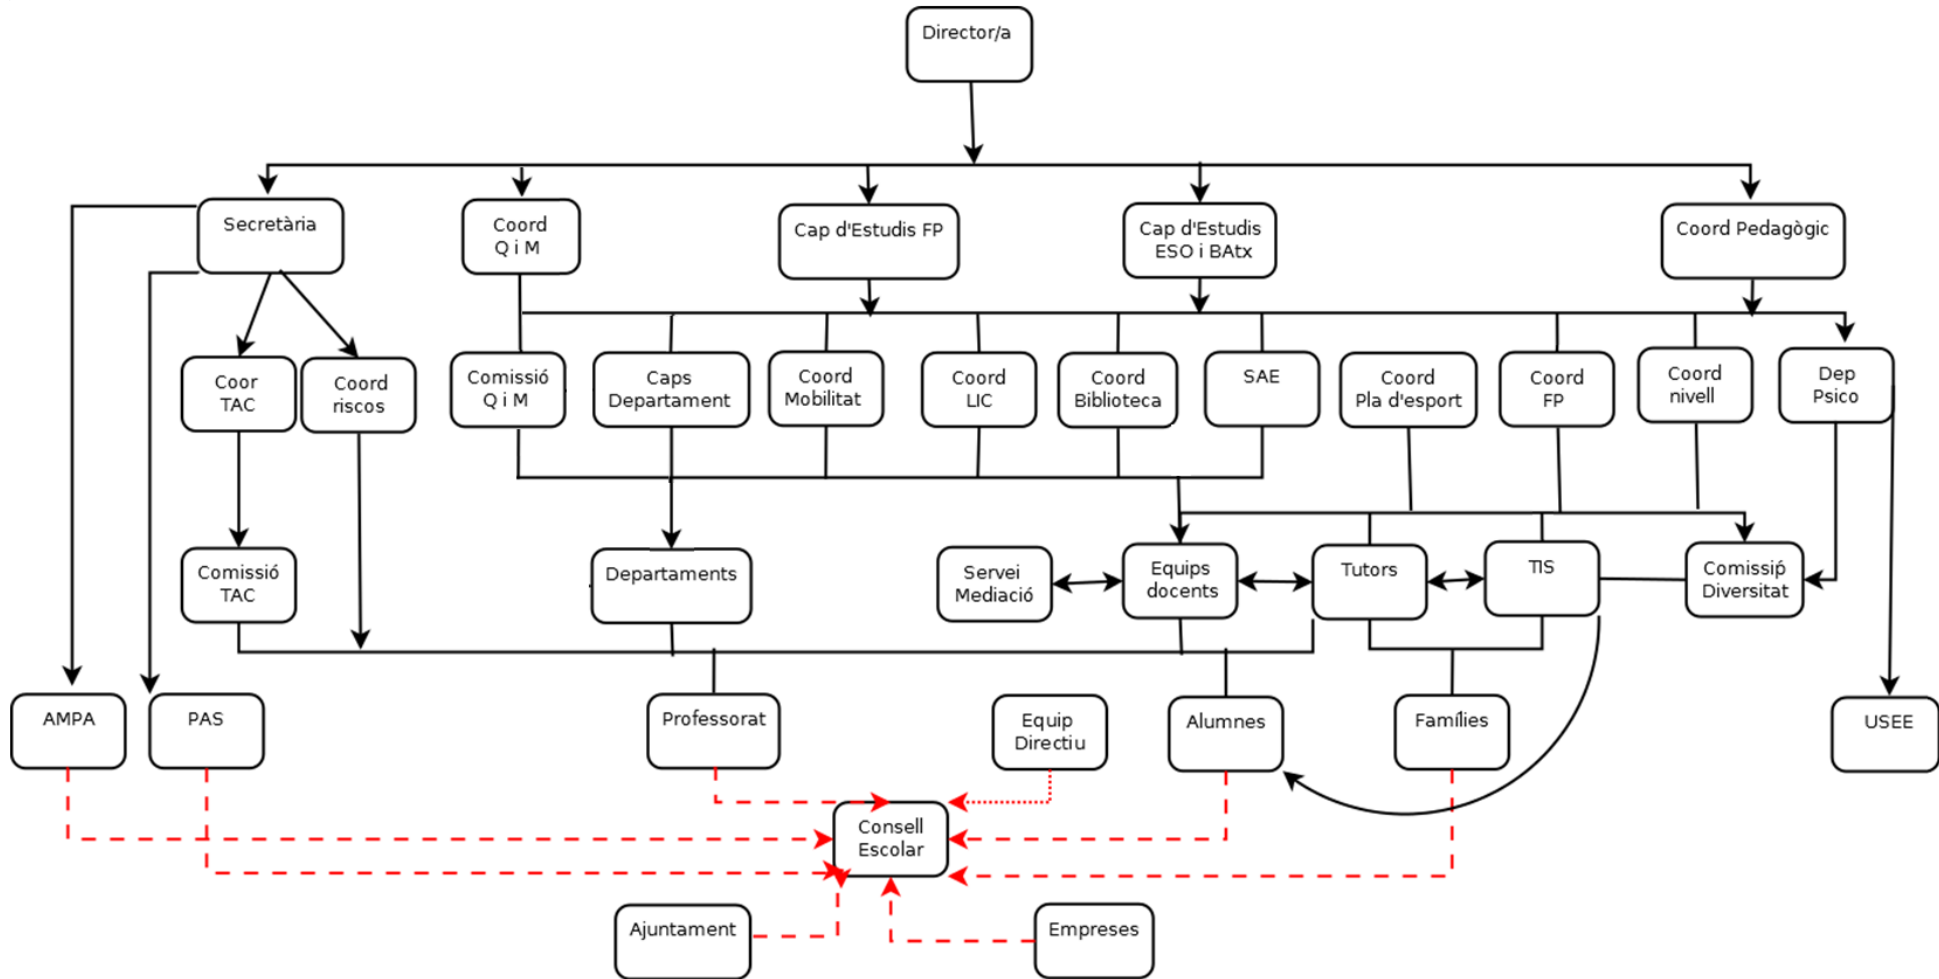 Director/a
Secretària
Coord
Q i M
Cap d'Estudis FP
Cap d'Estudis
ESO i BAtx
Coord Pedagògic
Coor
TAC
Coord
riscos
Comissió
Q i M
Caps
Departament
Coord
Mobilitat
Coord
LIC
Coord
Biblioteca
SAE
Coord
Pla d'esport
Coord
FP
Coord
nivell
Dep
Psico
Comissió
TAC
Departaments
Servei
Mediació
Equips
docents
Tutors
TIS
Comissiṕ
Diversitat
AMPA
PAS
Professorat
Equip
Directiu
Alumnes
Famílies
USEE
Consell
Escolar
Ajuntament
Empreses